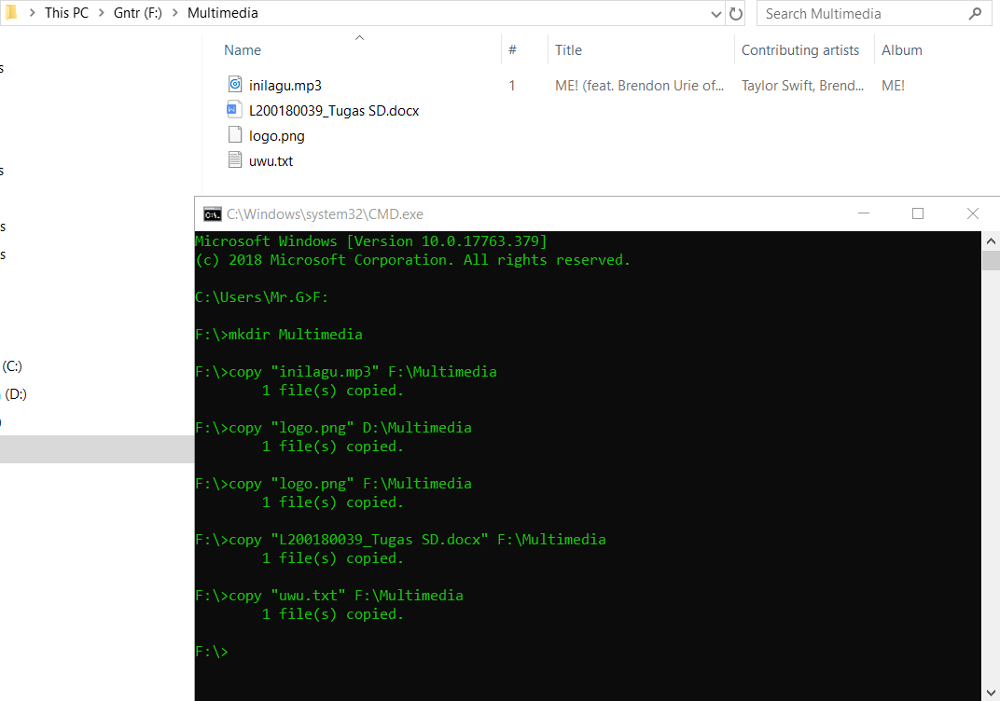 This PC > Gntr (F:) > Multimedia
Search Multimedia
Name # Title Contributing artists Album
inilagu.mp3 1 ME! (feat. Brendon Urie of... Taylor Swift, Brend... ME!
L200180039_Tugas SD.docx
logo.png
uwu.txt
s
s
s
s
(C:)
(D:)
)
C:\Windows\system32\CMD.exe
Microsoft Windows [Version 10.0.17763.379]
(c) 2018 Microsoft Corporation. All rights reserved.
C:\Users\Mr.G>F:
F:\>mkdir Multimedia
F:\>copy "inilagu.mp3" F:\Multimedia
1 file(s) copied.
F:\>copy "logo.png" D:\Multimedia
1 file(s) copied.
F:\>copy "logo.png" F:\Multimedia
1 file(s) copied.
F:\>copy "L200180039_Tugas SD.docx" F:\Multimedia
1 file(s) copied.
F:\>copy "uwu.txt" F:\Multimedia
1 file(s) copied.
F:\>